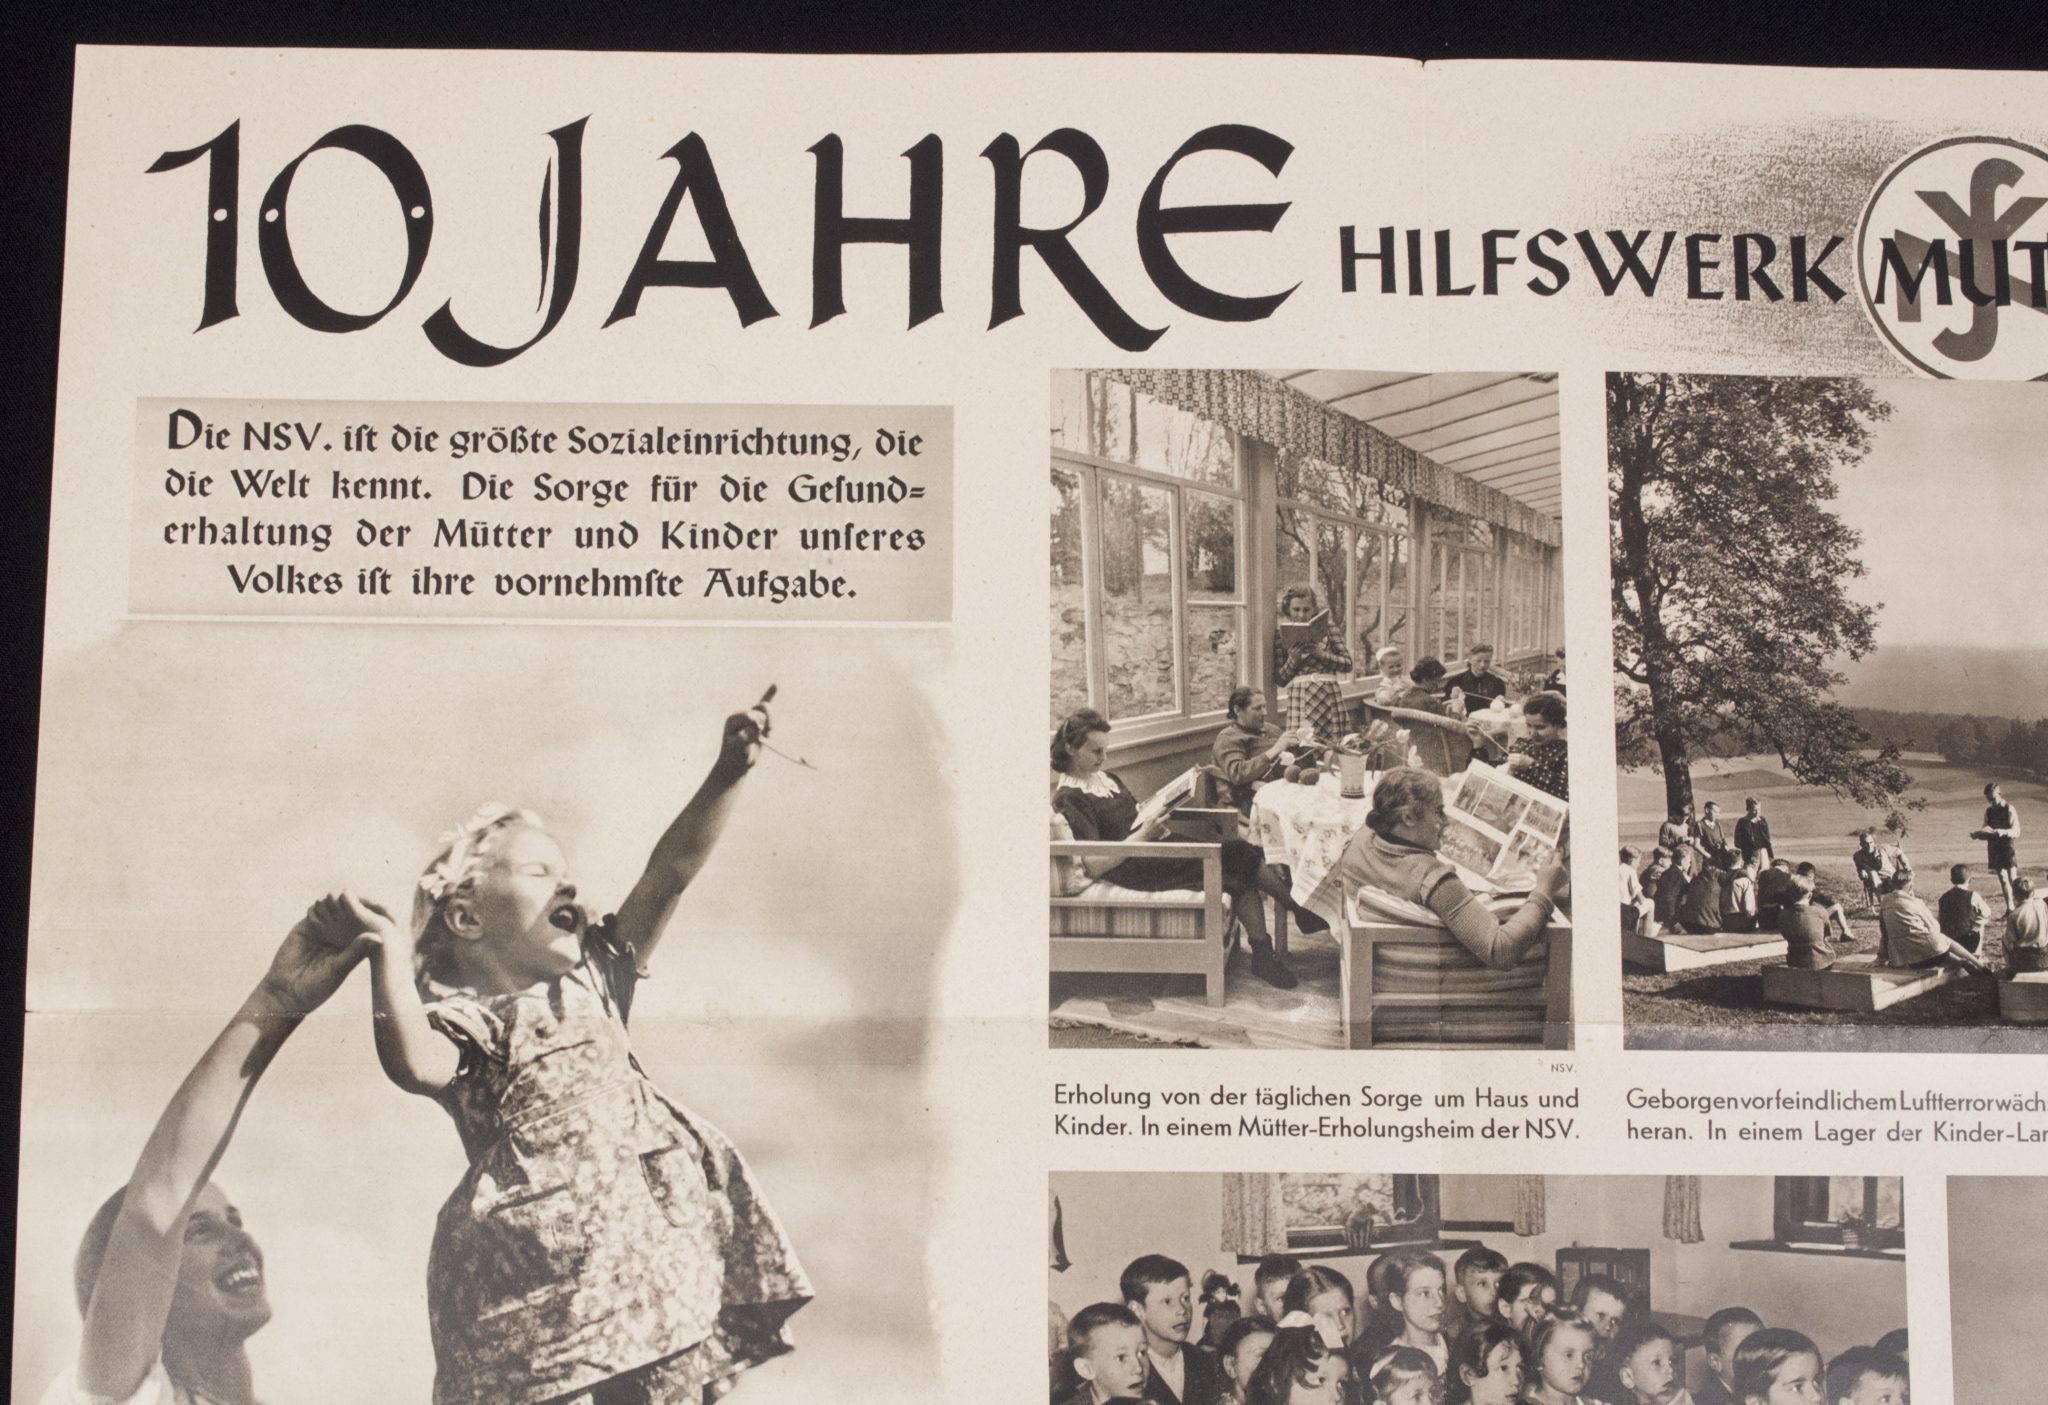 10 JAHRE HILFSWERK MUT
Die NSV. iſt die größte Sozialeinrichtung, die
die Welt kennt. Die Sorge für die Geſund=
erhaltung der Mütter und Kinder unſeres
Volkes iſt ihre vornehmſte Aufgabe.
NSV.
Erholung von der täglichen Sorge um Haus und
Kinder. In einem Mütter-Erholungsheim der NSV.
Geborgen vor feindlichem Luftterror wachs
heran. In einem Lager der Kinder-Lan